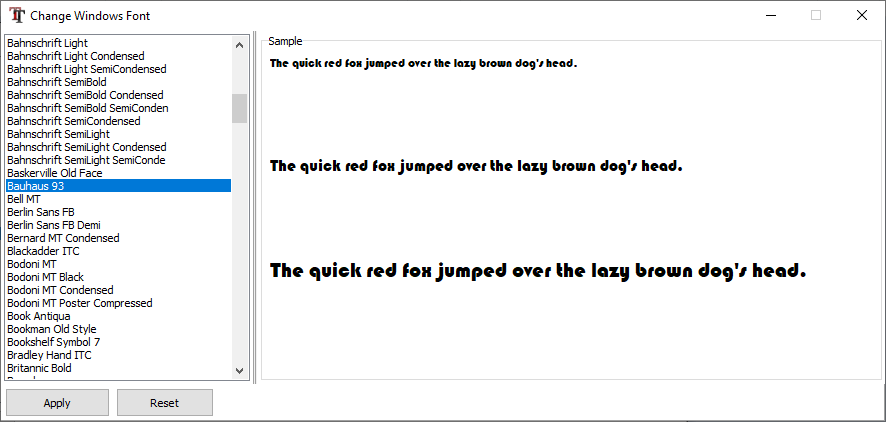 Change Windows Font
Bahnschrift Light
Bahnschrift Light Condensed
Bahnschrift Light SemiCondensed
Bahnschrift SemiBold
Bahnschrift SemiBold Condensed
Bahnschrift SemiBold SemiConden
Bahnschrift SemiCondensed
Bahnschrift SemiLight
Bahnschrift SemiLight Condensed
Bahnschrift SemiLight SemiConde
Baskerville Old Face
Bauhaus 93
Bell MT
Berlin Sans FB
Berlin Sans FB Demi
Bernard MT Condensed
Blackadder ITC
Bodoni MT
Bodoni MT Black
Bodoni MT Condensed
Bodoni MT Poster Compressed
Book Antiqua
Bookman Old Style
Bookshelf Symbol 7
Bradley Hand ITC
Britannic Bold
Sample
The quick red fox jumped over the lazy brown dog's head.
The quick red fox jumped over the lazy brown dog's head.
The quick red fox jumped over the lazy brown dog's head.
Apply
Reset